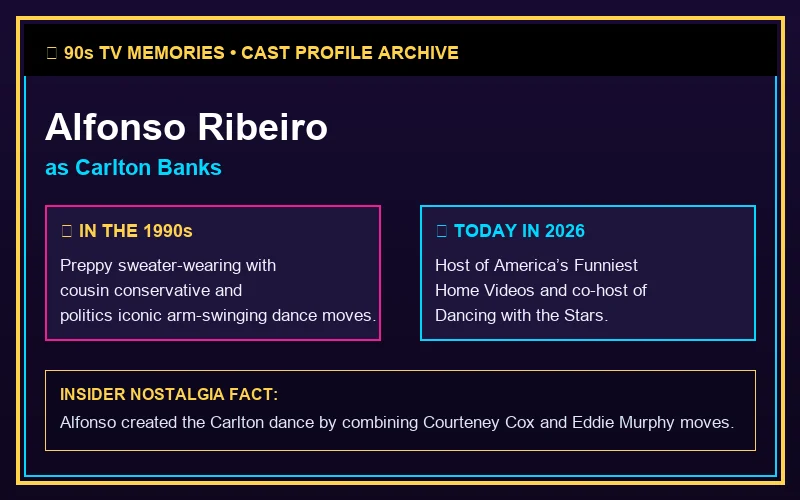 90s TV MEMORIES • CAST PROFILE ARCHIVE
Alfonso Ribeiro
as Carlton Banks
IN THE 1990s
Preppy sweater-wearing with
cousin conservative and
politics iconic arm-swinging dance moves.
TODAY IN 2026
Host of America’s Funniest
Home Videos and co-host of
Dancing with the Stars.
INSIDER NOSTALGIA FACT:
Alfonso created the Carlton dance by combining Courteney Cox and Eddie Murphy moves.